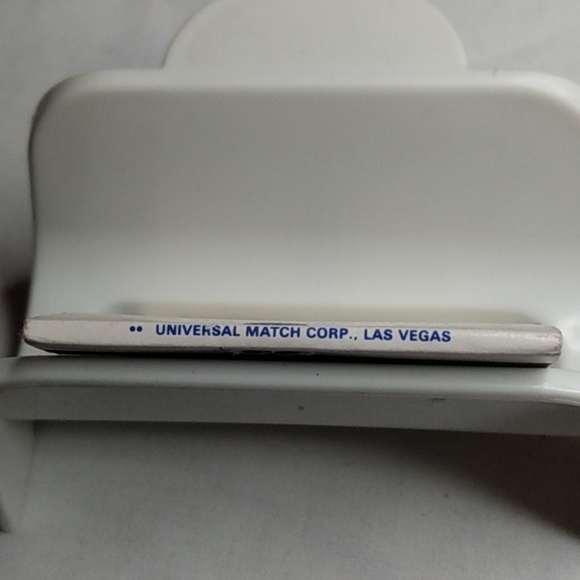 •• UNIVERSAL MATCH CORP., LAS VEGAS